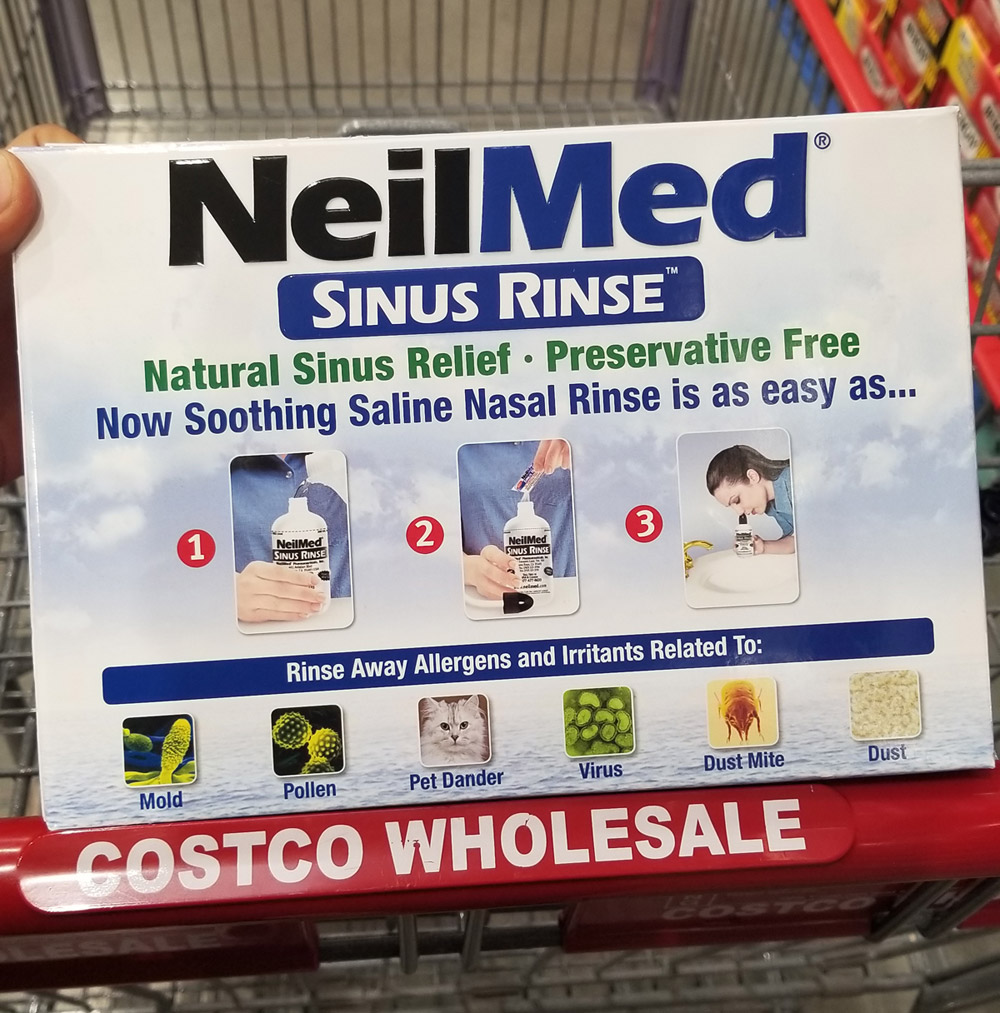 NeilMed®
SINUS RINSE™
Natural Sinus Relief · Preservative Free
Now Soothing Saline Nasal Rinse is as easy as...
1
2
3
NeilMed
SINUS RINSE
NeilMed
SINUS RINSE
Rinse Away Allergens and Irritants Related To:
Mold
Pollen
Pet Dander
Virus
Dust Mite
Dust
COSTCO WHOLESALE
COSTCO